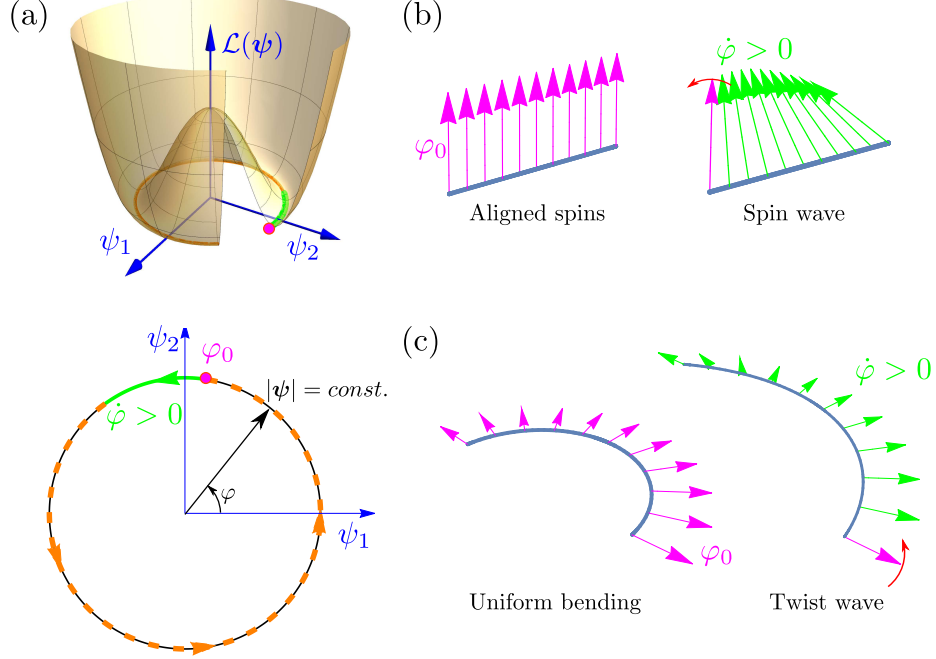 (a)
𝓛(𝝍)
ψ₁
ψ₂
(b)
φ₀
Aligned spins
φ̇ > 0
Spin wave
ψ₂
φ₀
|𝝍| = const.
φ̇ > 0
φ
ψ₁
(c)
φ₀
Uniform bending
φ̇ > 0
Twist wave